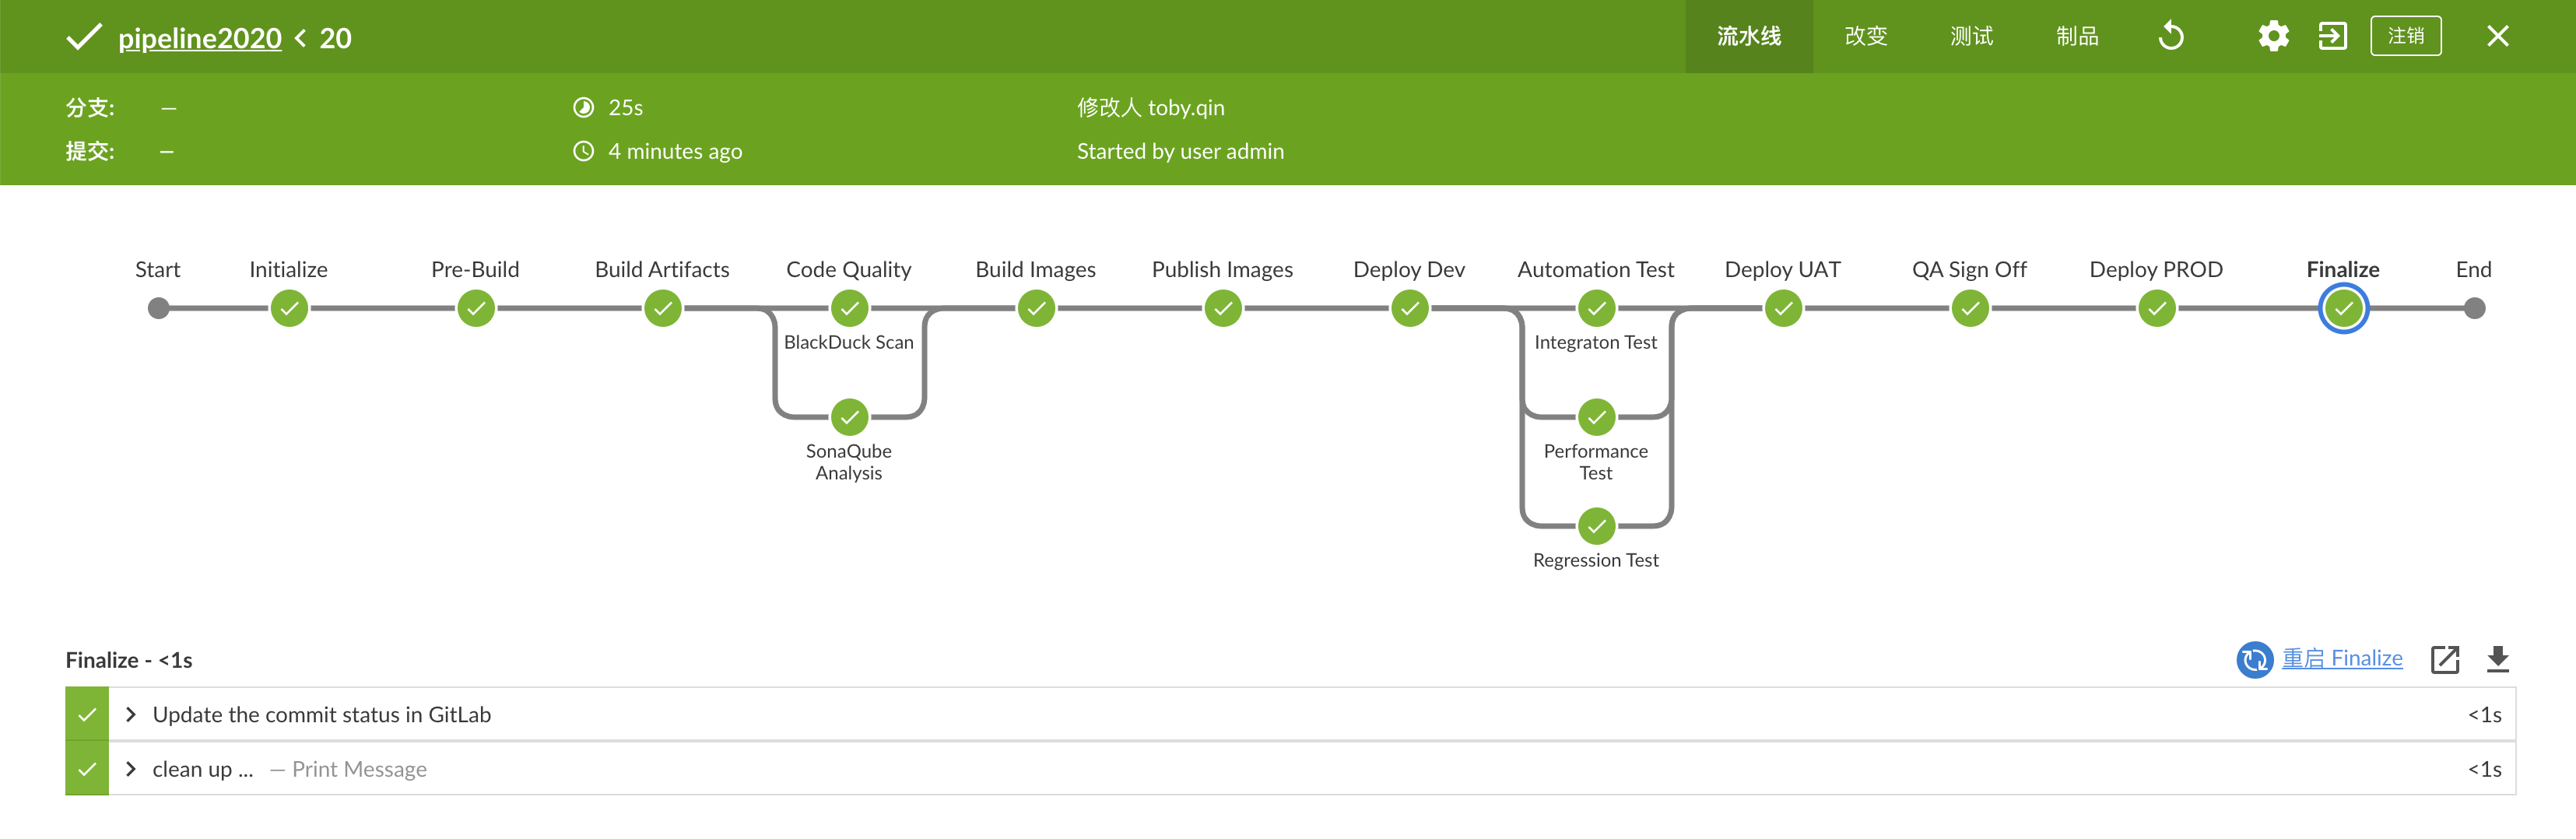 pipeline2020 < 20
流水线 改变 测试 制品 注销
分支: — 25s 修改人 toby.qin
提交: — 4 minutes ago Started by user admin
Start Initialize Pre-Build Build Artifacts Code Quality Build Images Publish Images Deploy Dev Automation Test Deploy UAT QA Sign Off Deploy PROD Finalize End
BlackDuck Scan Integraton Test
SonaQube Performance
Analysis Test
Regression Test
Finalize - <1s 重启 Finalize
Update the commit status in GitLab <1s
clean up ... — Print Message <1s